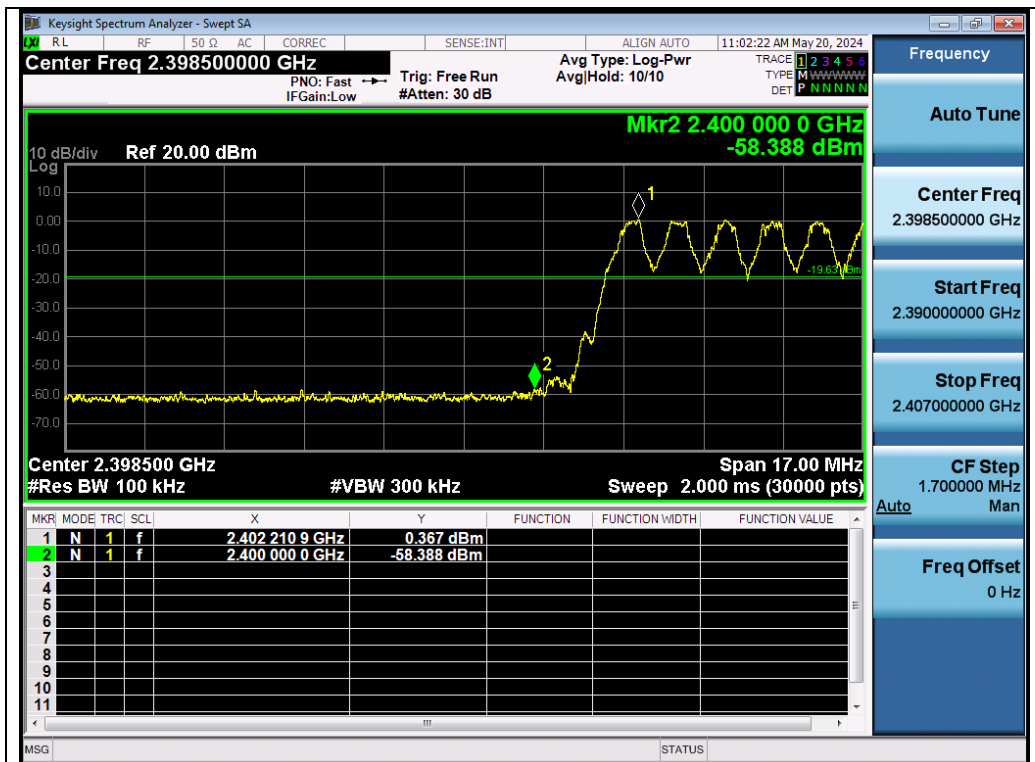 Keysight Spectrum Analyzer - Swept SA
LXI RL RF 50 Ω AC CORREC SENSE:INT ALIGN AUTO 11:02:22 AM May 20, 2024
Center Freq 2.398500000 GHz
PNO: Fast
IFGain:Low
Trig: Free Run
#Atten: 30 dB
Avg Type: Log-Pwr
Avg|Hold: 10/10
TRACE 1 2 3 4 5 6
TYPE M WWWWW
DET P N N N N N
Mkr2 2.400 000 0 GHz
-58.388 dBm
10 dB/div Ref 20.00 dBm
Log
10.0
0.00
-10.0
-20.0
-30.0
-40.0
-50.0
-60.0
-70.0
1
2
-19.63 dBm
Center 2.398500 GHz Span 17.00 MHz
#Res BW 100 kHz #VBW 300 kHz Sweep 2.000 ms (30000 pts)
MKR MODE TRC SCL X Y FUNCTION FUNCTION WIDTH FUNCTION VALUE
1 N 1 f 2.402 210 9 GHz 0.367 dBm
2 N 1 f 2.400 000 0 GHz -58.388 dBm
3
4
5
6
7
8
9
10
11
MSG STATUS
Frequency
Auto Tune
Center Freq
2.398500000 GHz
Start Freq
2.390000000 GHz
Stop Freq
2.407000000 GHz
CF Step
1.700000 MHz
Auto Man
Freq Offset
0 Hz